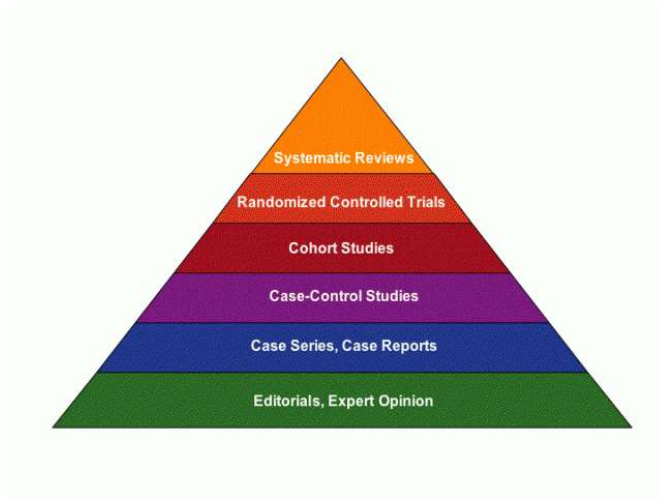 Systematic Reviews
Randomized Controlled Trials
Cohort Studies
Case-Control Studies
Case Series, Case Reports
Editorials, Expert Opinion